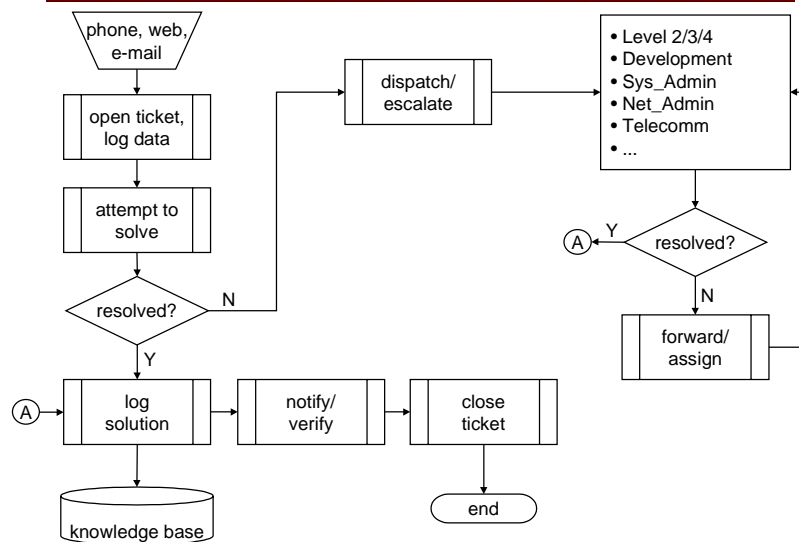 phone, web,
e-mail
open ticket,
log data
attempt to
solve
resolved?
N
Y
A
log
solution
knowledge base
notify/
verify
close
ticket
end
dispatch/
escalate
• Level 2/3/4
• Development
• Sys_Admin
• Net_Admin
• Telecomm
• ...
resolved?
Y
A
N
forward/
assign